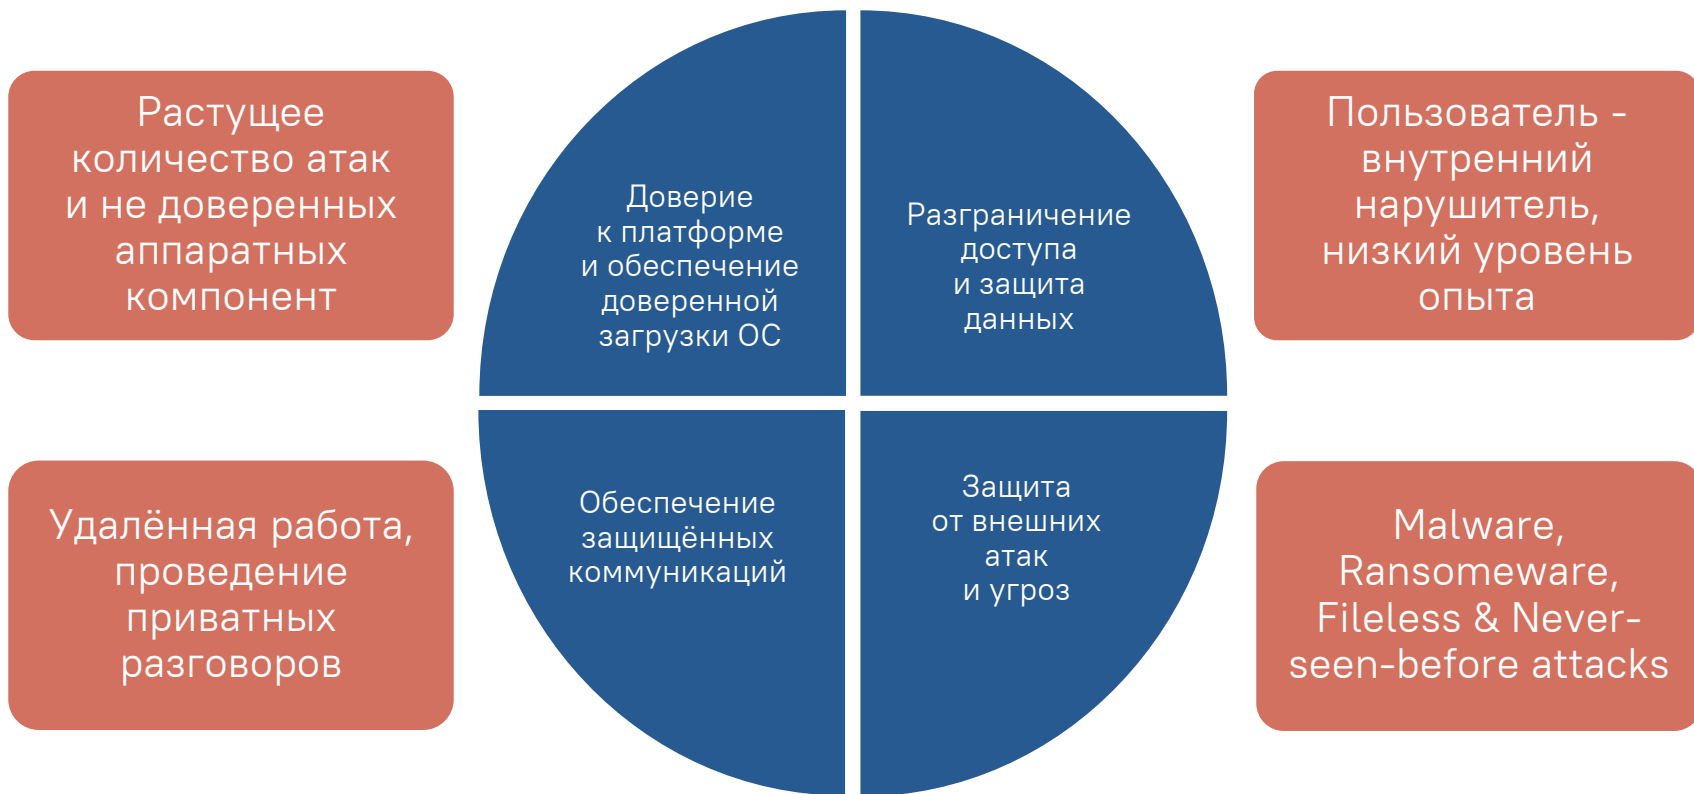 Растущее
количество атак
и не доверенных
аппаратных
компонент
Доверие
к платформе
и обеспечение
доверенной
загрузки ОС
Разграничение
доступа
и защита
данных
Пользователь -
внутренний
нарушитель,
низкий уровень
опыта
Удалённая работа,
проведение
приватных
разговоров
Обеспечение
защищённых
коммуникаций
Защита
от внешних
атак
и угроз
Malware,
Ransomeware,
Fileless & Never-
seen-before attacks